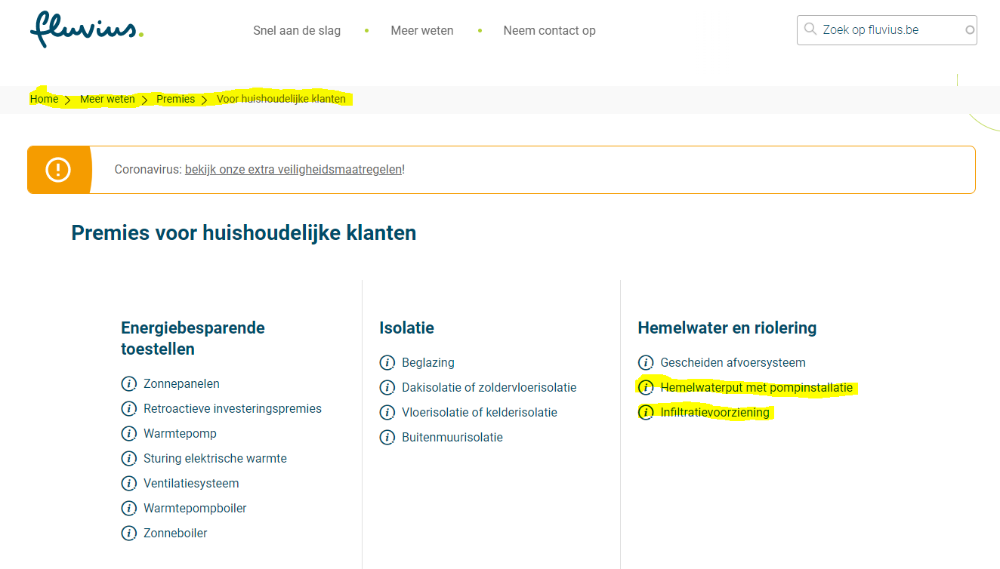 fluvius.
Snel aan de slag • Meer weten • Neem contact op
Zoek op fluvius.be
Home > Meer weten > Premies > Voor huishoudelijke klanten
Coronavirus: bekijk onze extra veiligheidsmaatregelen!
Premies voor huishoudelijke klanten
Energiebesparende
toestellen
Zonnepanelen
Retroactieve investeringspremies
Warmtepomp
Sturing elektrische warmte
Ventilatiesysteem
Warmtepompboiler
Zonneboiler
Isolatie
Beglazing
Dakisolatie of zoldervloerisolatie
Vloerisolatie of kelderisolatie
Buitenmuurisolatie
Hemelwater en riolering
Gescheiden afvoersysteem
Hemelwaterput met pompinstallatie
Infiltratievoorziening